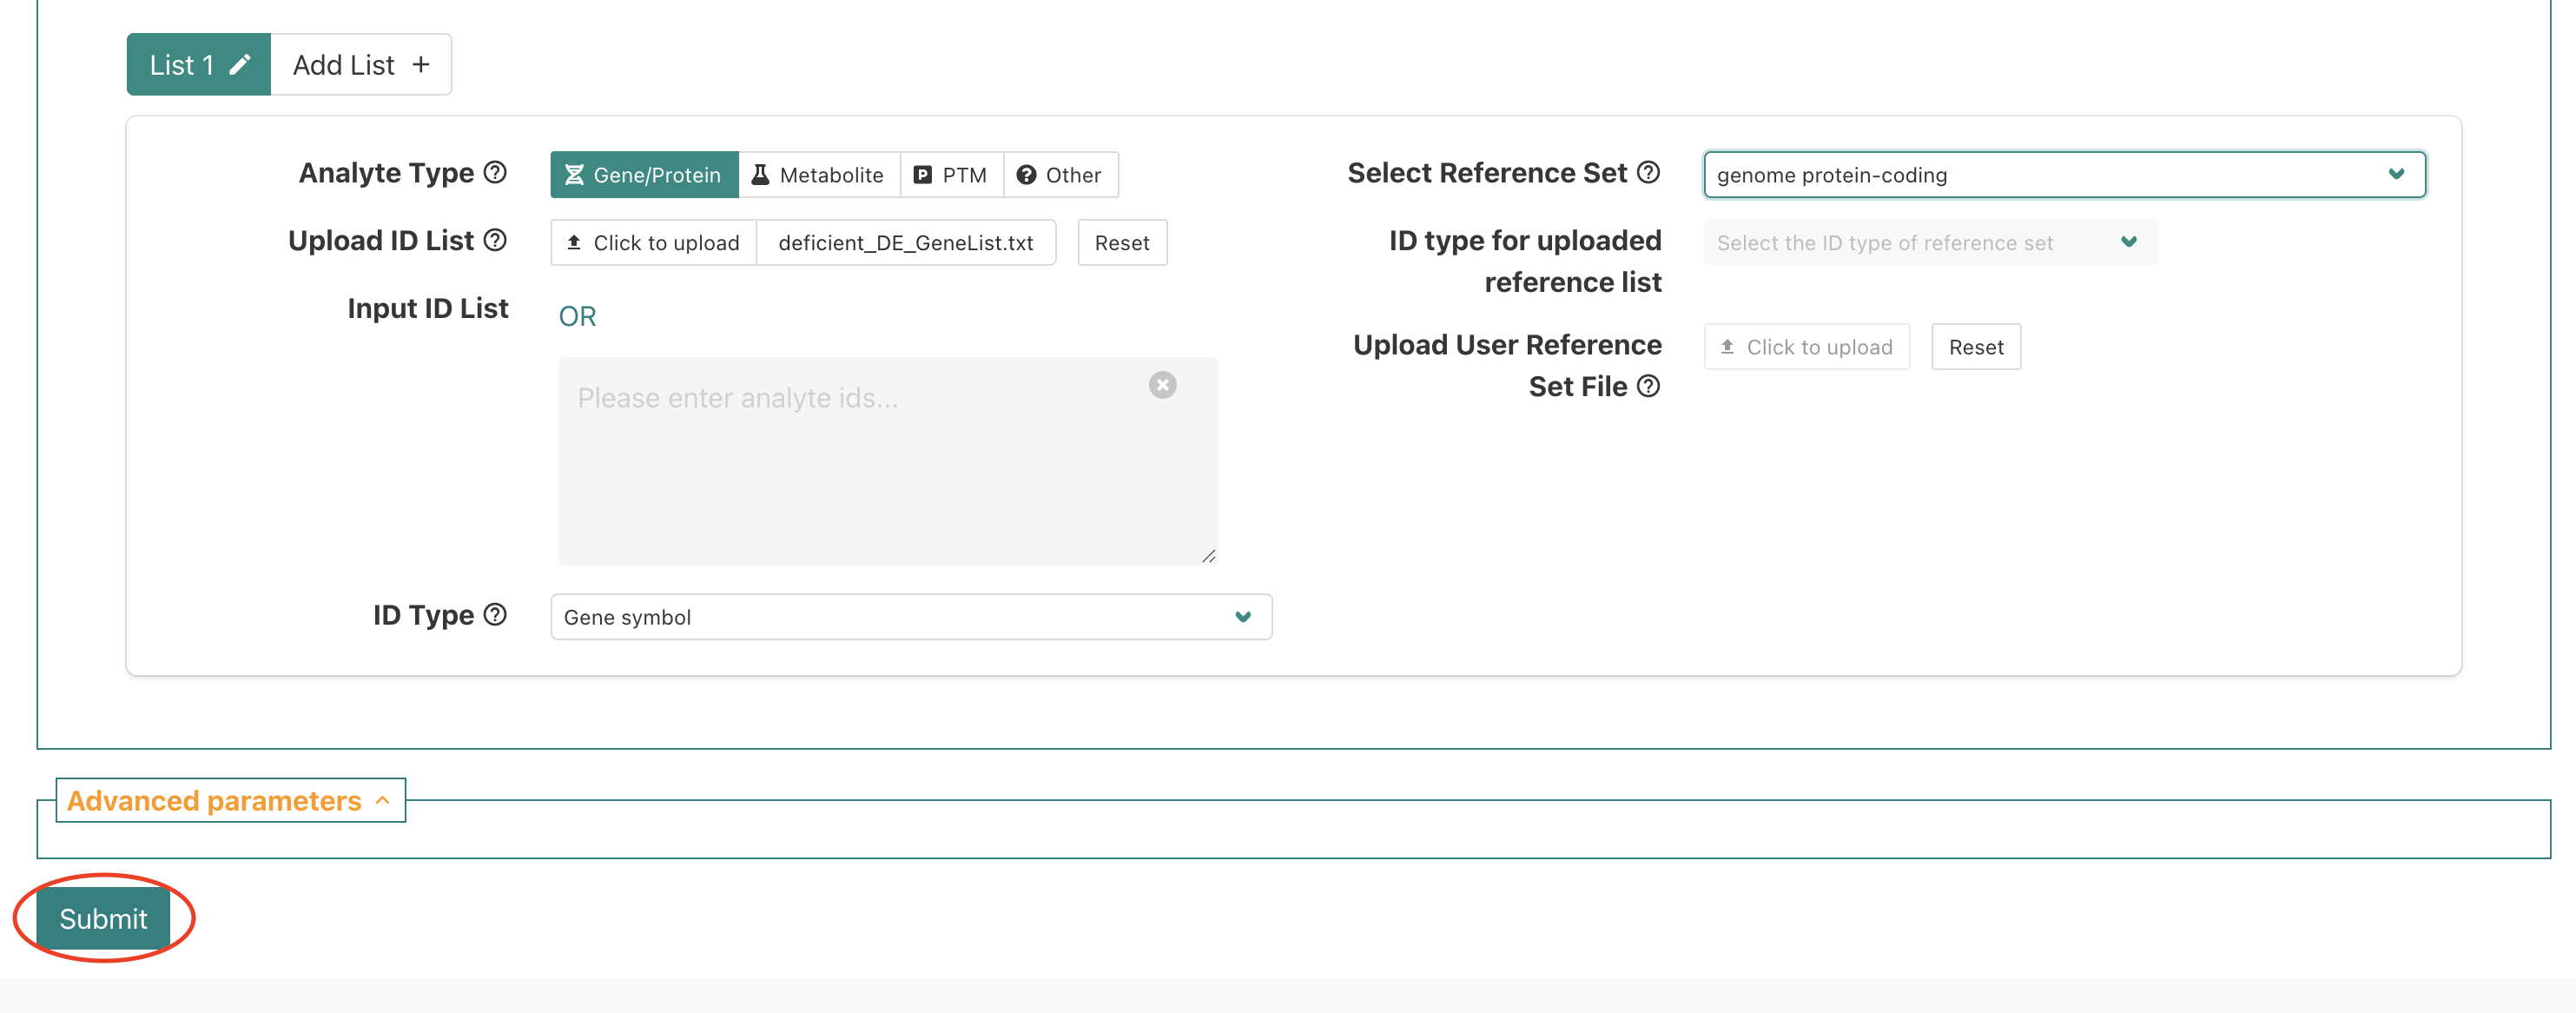 List 1
Add List +
Analyte Type
Gene/Protein
Metabolite
P PTM
Other
Upload ID List
Click to upload
deficient_DE_GeneList.txt
Reset
Input ID List
OR
Please enter analyte ids...
ID Type
Gene symbol
Select Reference Set
genome protein-coding
ID type for uploaded
reference list
Select the ID type of reference set
Upload User Reference
Set File
Click to upload
Reset
Advanced parameters
Submit